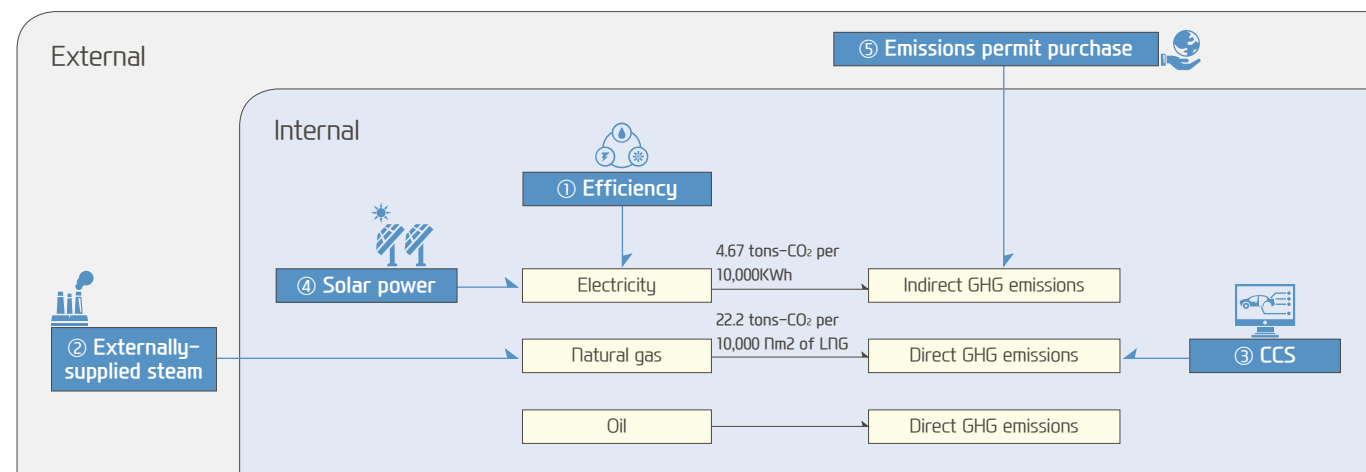 External
⑤ Emissions permit purchase
Internal
① Efficiency
4.67 tons-CO₂ per
10,000KWh
④ Solar power
Electricity
Indirect GHG emissions
22.2 tons-CO₂ per
10,000 Nm2 of LNG
② Externally-
supplied steam
Natural gas
Direct GHG emissions
③ CCS
Oil
Direct GHG emissions